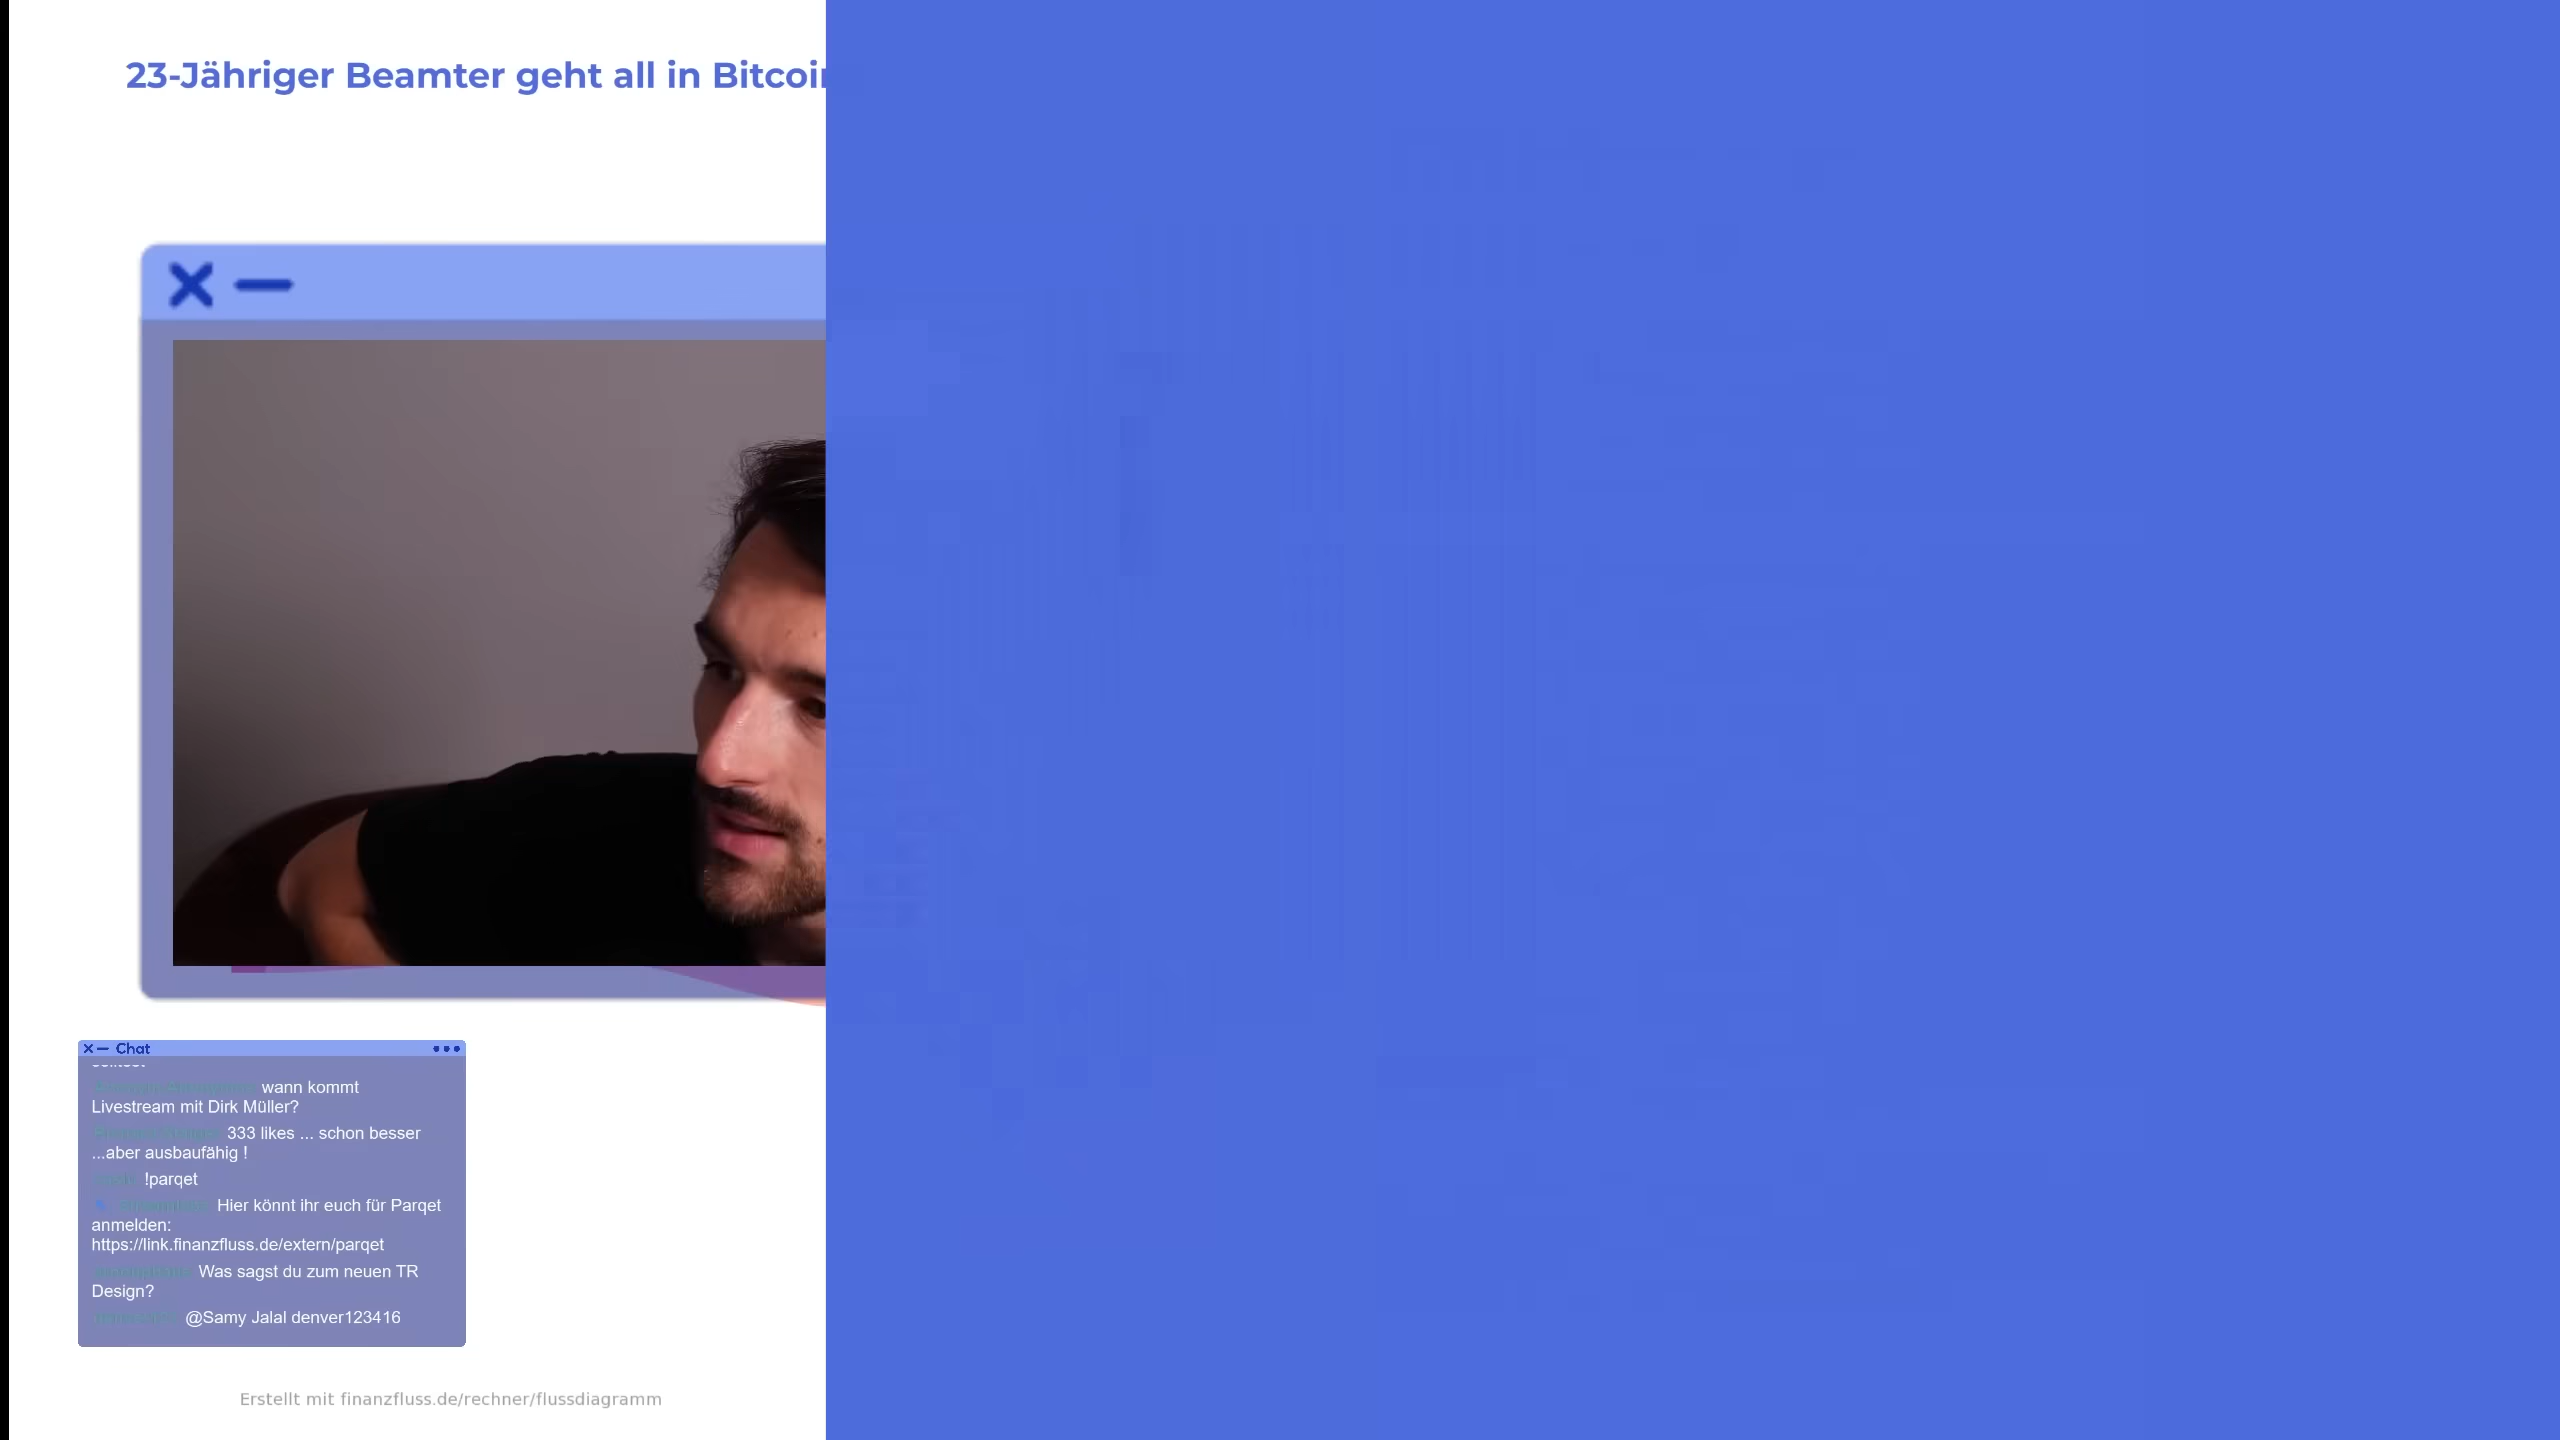 23-Jähriger Beamter geht all in Bitcoin
Chat
wann kommt
Livestream mit Dirk Müller?
333 likes ... schon besser
...aber ausbaufähig !
!parqet
Hier könnt ihr euch für Parqet
anmelden:
https://link.finanzfluss.de/extern/parqet
Was sagst du zum neuen TR
Design?
@Samy Jalal denver123416
Erstellt mit finanzfluss.de/rechner/flussdiagramm